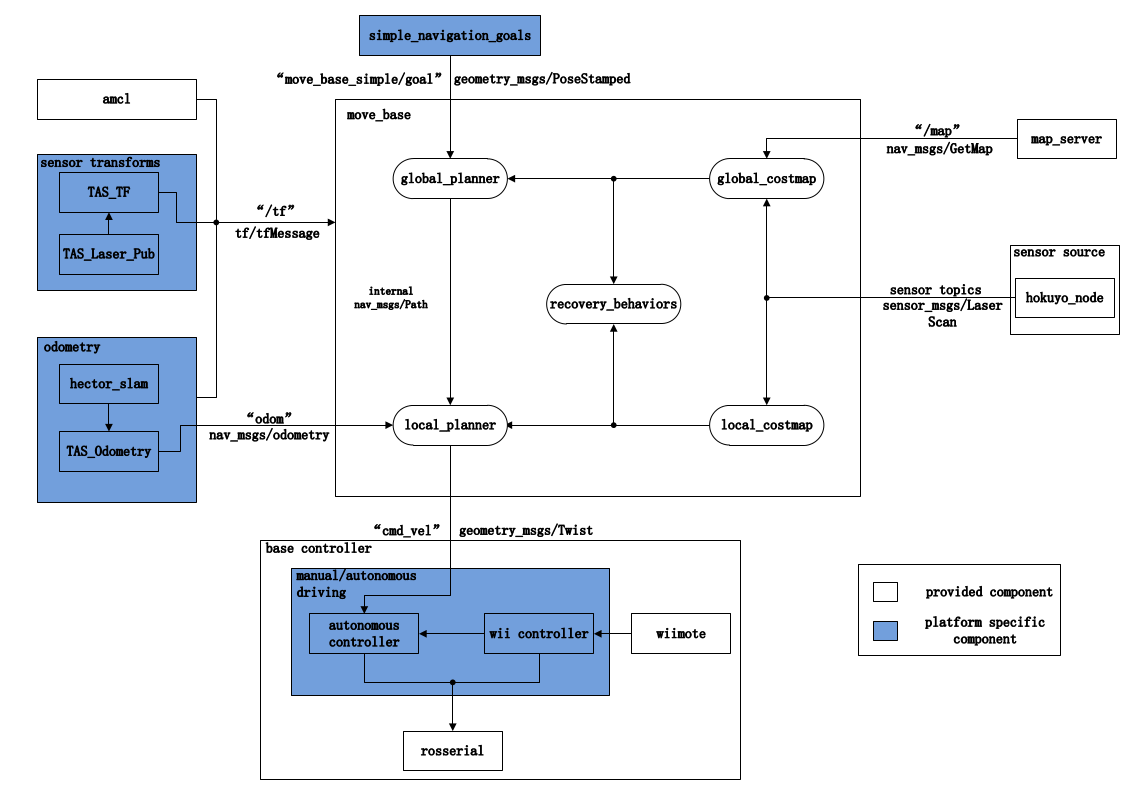 simple_navigation_goals
“move_base_simple/goal” geometry_msgs/PoseStamped
amcl
move_base
“/map”
nav_msgs/GetMap
map_server
sensor transforms
TAS_TF
TAS_Laser_Pub
“/tf”
tf/tfMessage
global_planner
global_costmap
internal
nav_msgs/Path
recovery_behaviors
sensor topics
sensor_msgs/Laser
Scan
sensor source
hokuyo_node
odometry
hector_slam
TAS_Odometry
“odom”
nav_msgs/odometry
local_planner
local_costmap
“cmd_vel” geometry_msgs/Twist
base controller
manual/autonomous
driving
autonomous
controller
wii controller
wiimote
rosserial
provided component
platform specific
component